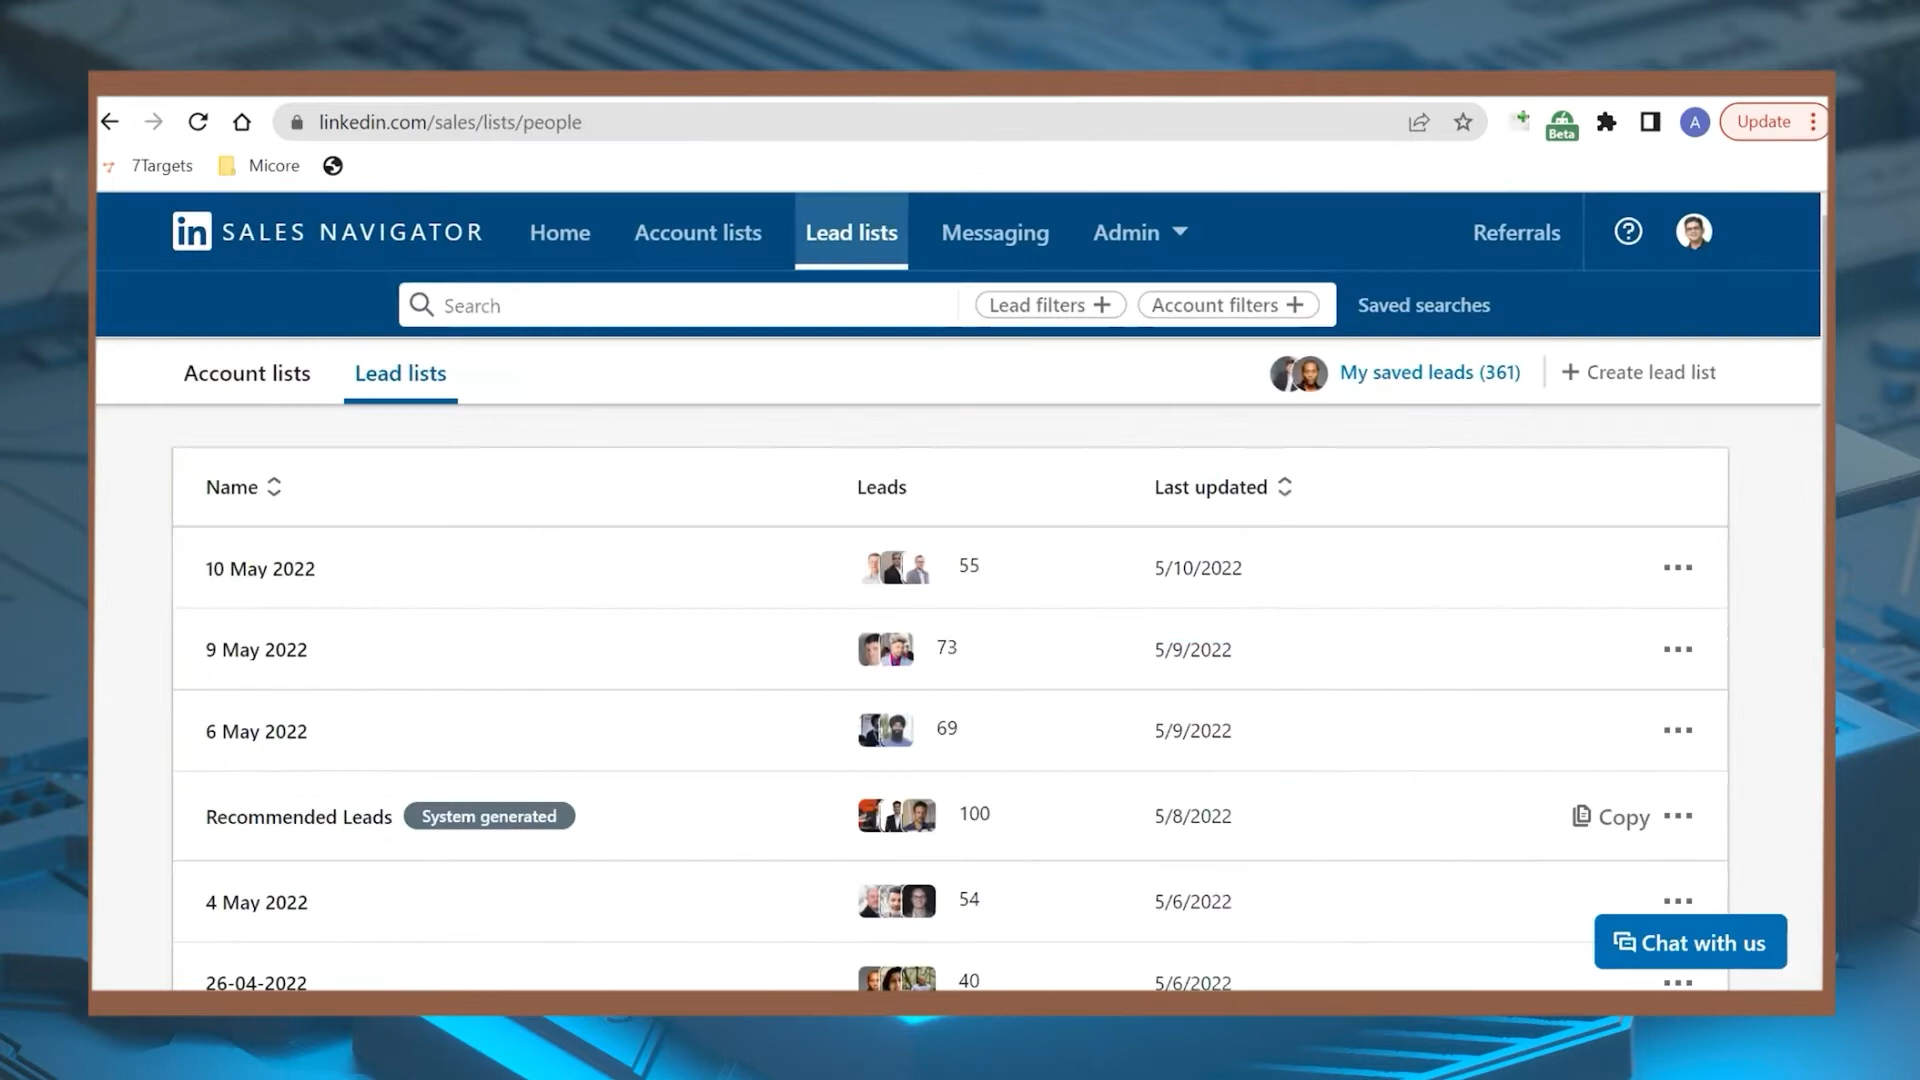 linkedin.com/sales/lists/people
Beta
A
Update
7Targets
Micore
in SALES NAVIGATOR
Home
Account lists
Lead lists
Messaging
Admin
Referrals
Search
Lead filters +
Account filters +
Saved searches
Account lists
Lead lists
My saved leads (361)
+ Create lead list
Name
Leads
Last updated
10 May 2022
55
5/10/2022
9 May 2022
73
5/9/2022
6 May 2022
69
5/9/2022
Recommended Leads
System generated
100
5/8/2022
Copy
4 May 2022
54
5/6/2022
Chat with us
26-04-2022
40
5/6/2022